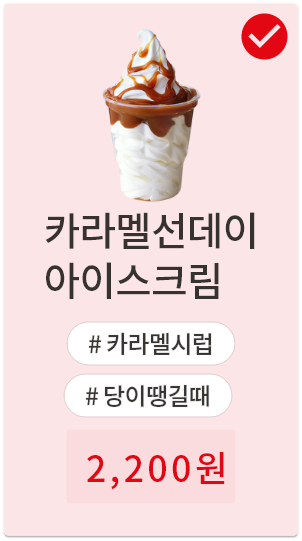 카라멜선데이
아이스크림
# 카라멜시럽
# 당이땡길때
2,200원